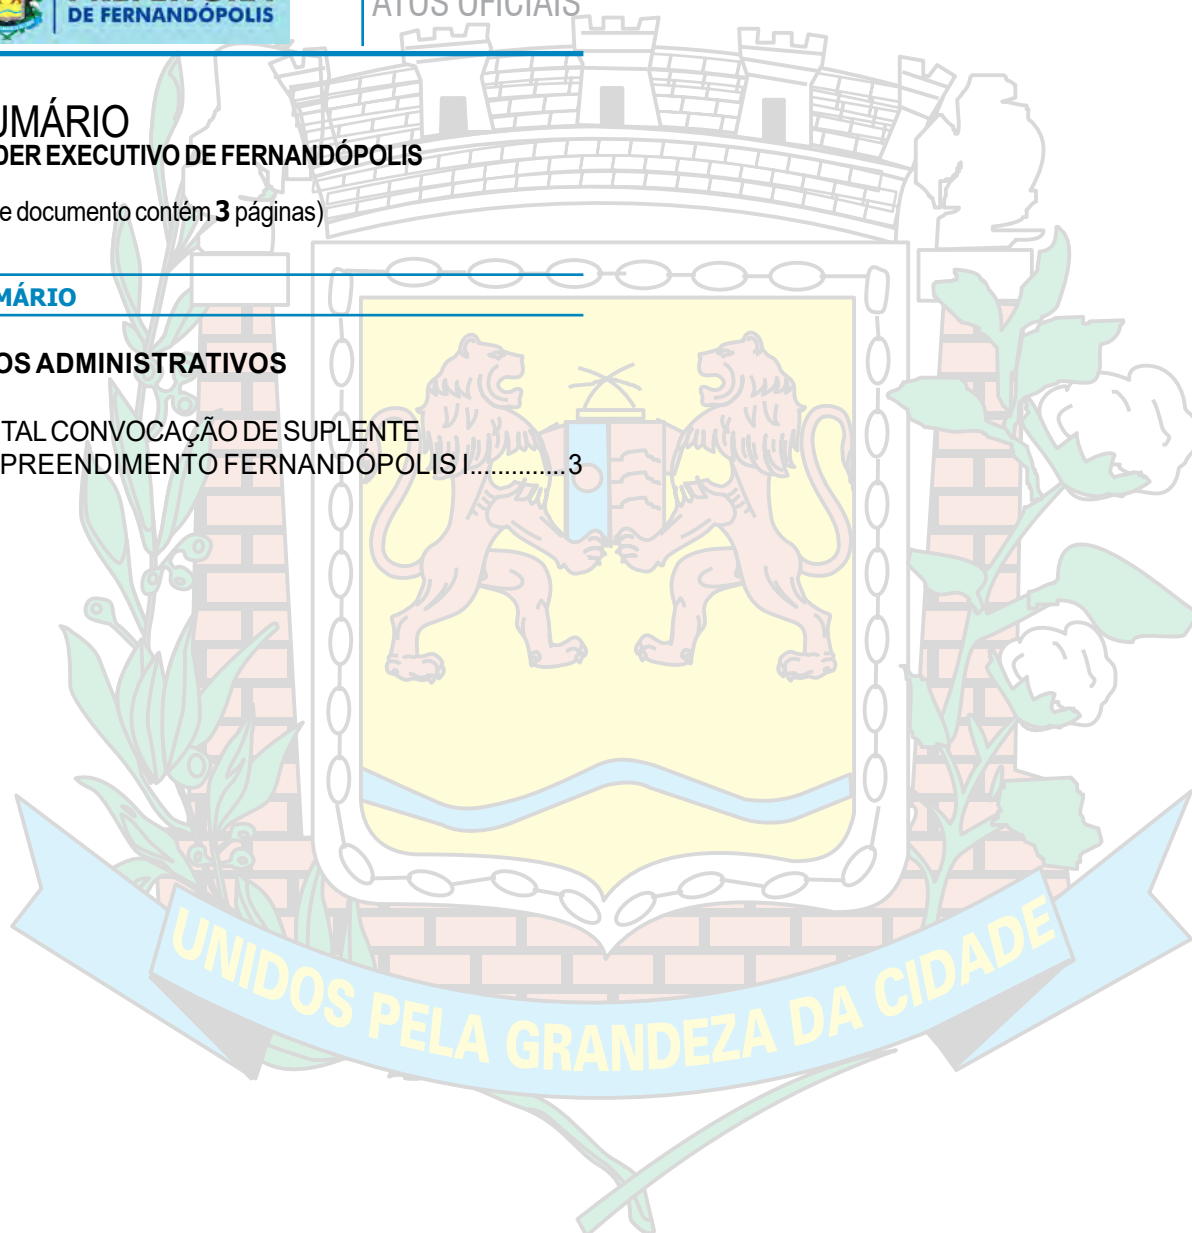 DE FERNANDÓPOLIS
ATOS OFICIAIS
UMÁRIO
DER EXECUTIVO DE FERNANDÓPOLIS
e documento contém 3 páginas)
MÁRIO
OS ADMINISTRATIVOS
TAL CONVOCAÇÃO DE SUPLENTE
PREENDIMENTO FERNANDÓPOLIS I..............3
UNIDOS PELA GRANDEZA DA CIDADE